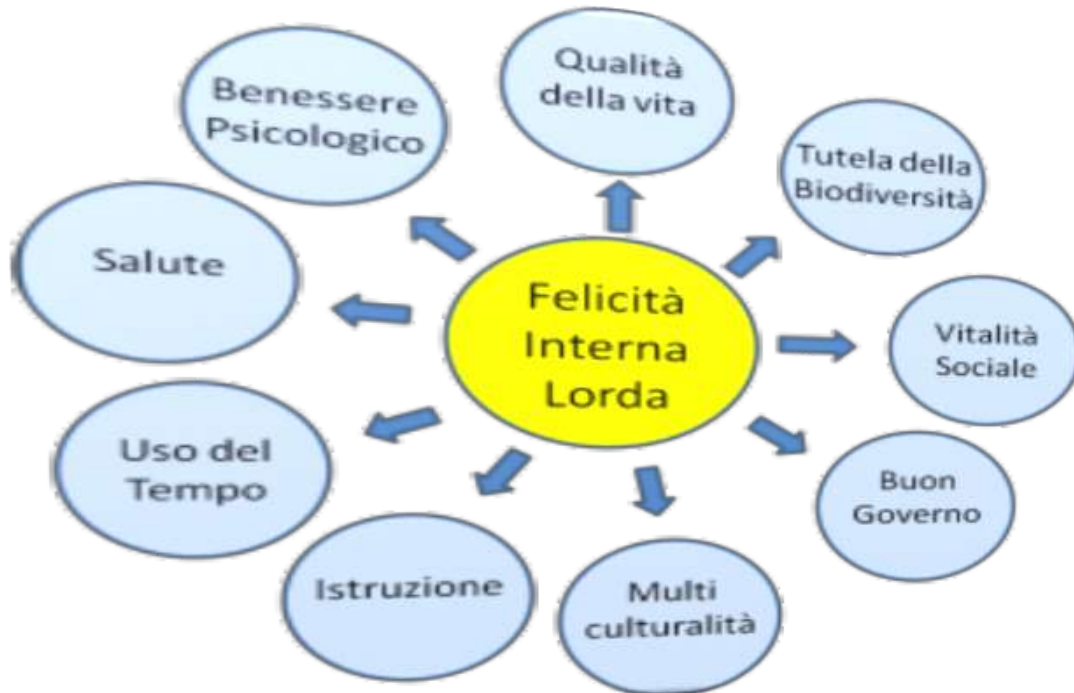 Felicità
Interna
Lorda
Qualità
della vita
Tutela della
Biodiversità
Vitalità
Sociale
Buon
Governo
Multi
culturalità
Istruzione
Uso del
Tempo
Salute
Benessere
Psicologico